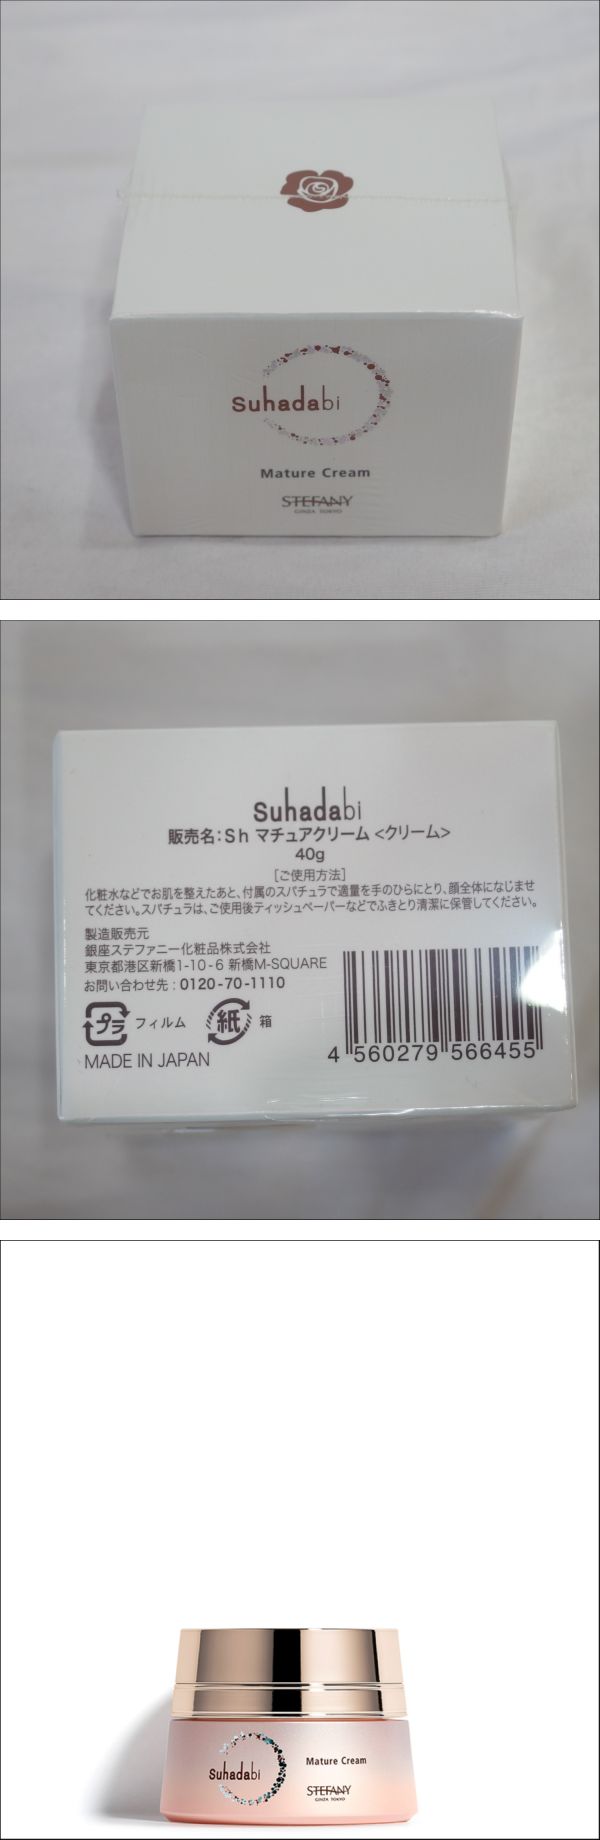 Suhadabi
Mature Cream
STEFANY
GINZA TOKYO
Suhadabi
販売名：Sh マチュアクリーム <クリーム>
40g
［ご使用方法］
化粧水などでお肌を整えたあと、付属のスパチュラで適量を手のひらにとり、顔全体になじませ
てください。スパチュラは、ご使用後ティッシュペーパーなどでふきとり清潔に保管してください。
製造販売元
銀座ステファニー化粧品株式会社
東京都港区新橋1-10-6 新橋M-SQUARE
お問い合わせ先：0120-70-1110
プラ フィルム 紙 箱
MADE IN JAPAN
4 560279 566455
Suhadabi
Mature Cream
STEFANY
GINZA TOKYO